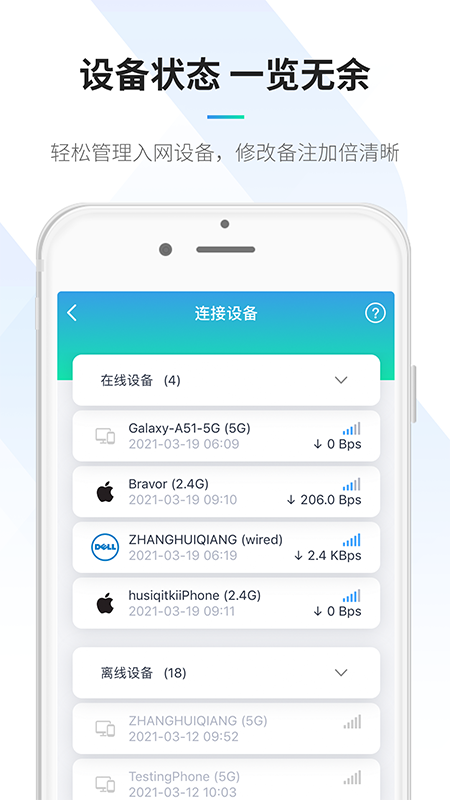 设备状态 一览无余
轻松管理入网设备，修改备注加倍清晰
连接设备
?
在线设备 (4)
Galaxy-A51-5G (5G)
2021-03-19 06:09
↓ 0 Bps
Bravor (2.4G)
2021-03-19 09:10
↓ 206.0 Bps
DELL
ZHANGHUIQIANG (wired)
2021-03-19 06:19
↓ 2.4 KBps
husiqitkiiPhone (2.4G)
2021-03-19 09:11
↓ 0 Bps
离线设备 (18)
ZHANGHUIQIANG (5G)
2021-03-12 09:52
TestingPhone (5G)
2021-03-12 10:03